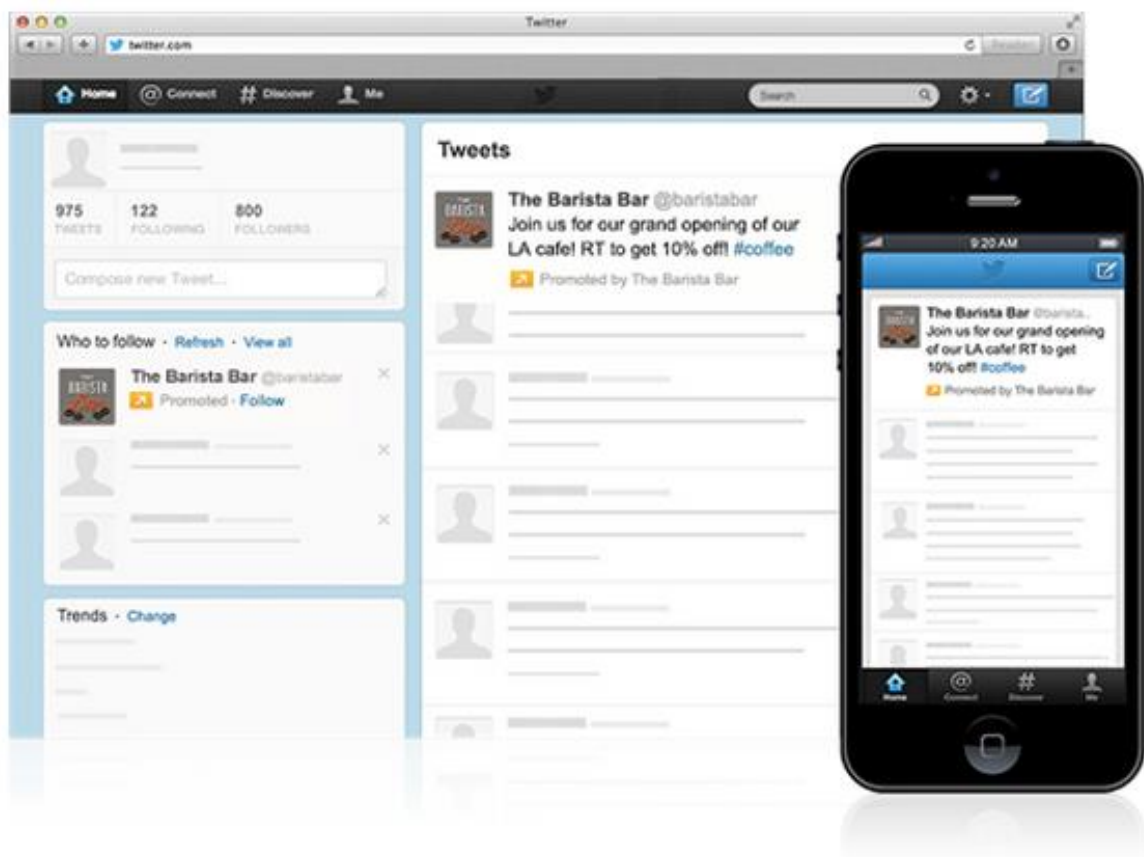 Twitter
twitter.com
Reader
Home @ Connect # Discover Me
Search
975 122 800
TWEETS FOLLOWING FOLLOWERS
Compose new Tweet...
Who to follow · Refresh · View all
The Barista Bar @baristabar
Promoted · Follow
Trends · Change
Tweets
The Barista Bar @baristabar
Join us for our grand opening of our
LA cafe! RT to get 10% off! #coffee
Promoted by The Barista Bar
9:20 AM
The Barista Bar @barista..
Join us for our grand opening
of our LA cafe! RT to get
10% off! #coffee
Promoted by The Barista Bar
Home Connect Discover Me